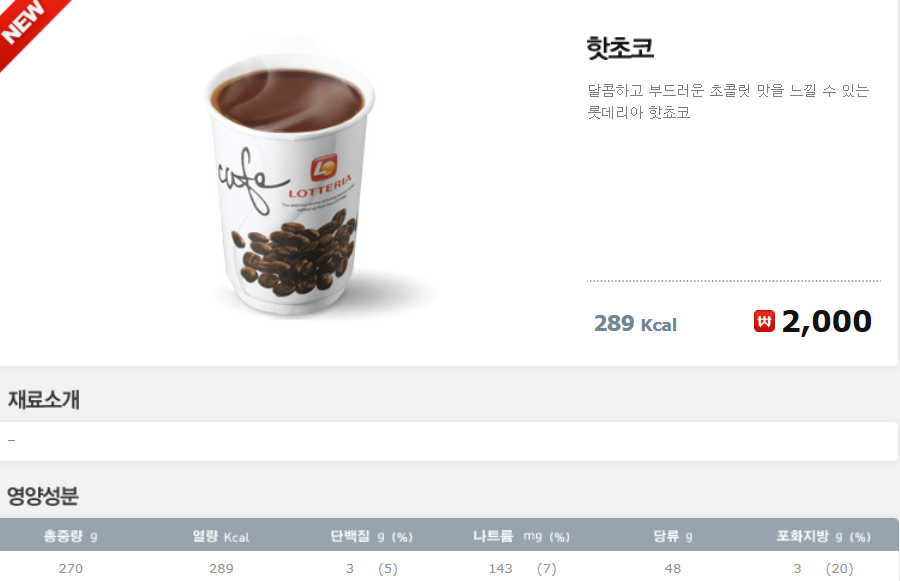 NEW
핫초코
달콤하고 부드러운 초콜릿 맛을 느낄 수 있는
롯데리아 핫쵸코
cafe
LOTTERIA
289 Kcal
₩ 2,000
재료소개
–
영양성분
총중량 g 열량 Kcal 단백질 g (%) 나트륨 mg (%) 당류 g 포화지방 g (%)
270 289 3 (5) 143 (7) 48 3 (20)